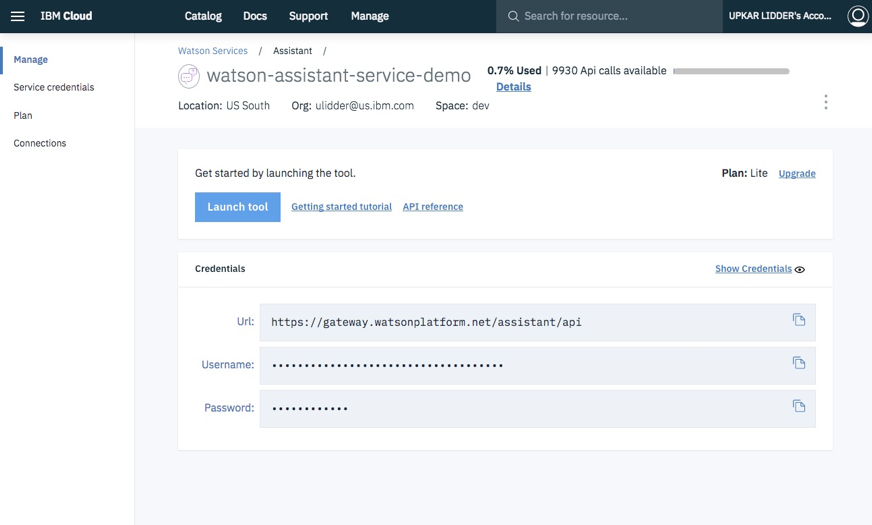 IBM Cloud
Catalog
Docs
Support
Manage
Search for resource...
UPKAR LIDDER's Acco...
Manage
Service credentials
Plan
Connections
Watson Services / Assistant /
watson-assistant-service-demo
0.7% Used | 9930 Api calls available
Details
Location: US South Org: ulidder@us.ibm.com Space: dev
Get started by launching the tool.
Plan: Lite Upgrade
Launch tool
Getting started tutorial
API reference
Credentials
Show Credentials
Url: https://gateway.watsonplatform.net/assistant/api
Username: ••••••••••••••••••••••••••••••••••••
Password: ••••••••••••